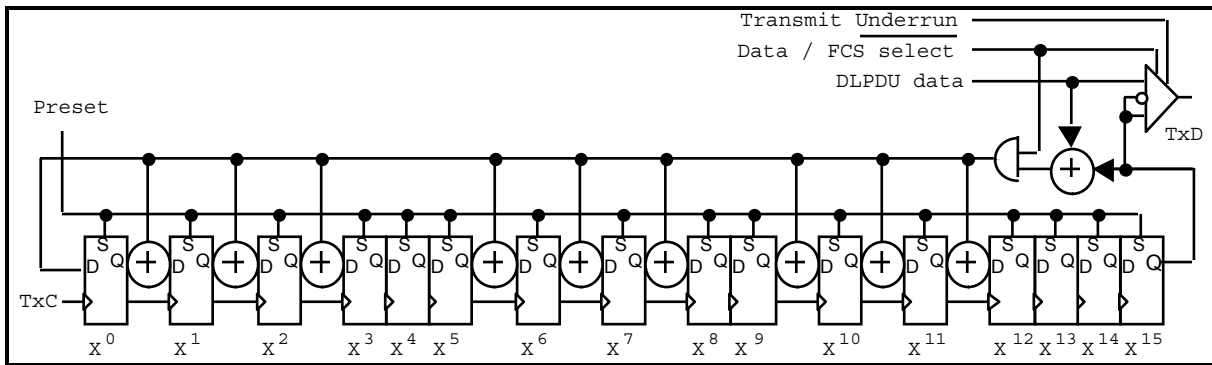 Transmit Underrun
Data / FCS select
DLPDU data
Preset
TxD
S S S S S S S S S S S S S S S S
D Q D Q D Q D Q D Q D Q D Q D Q D Q D Q D Q D Q D Q D Q D Q D Q
TxC
X⁰ X¹ X² X³ X⁴ X⁵ X⁶ X⁷ X⁸ X⁹ X¹⁰ X¹¹ X¹² X¹³ X¹⁴ X¹⁵